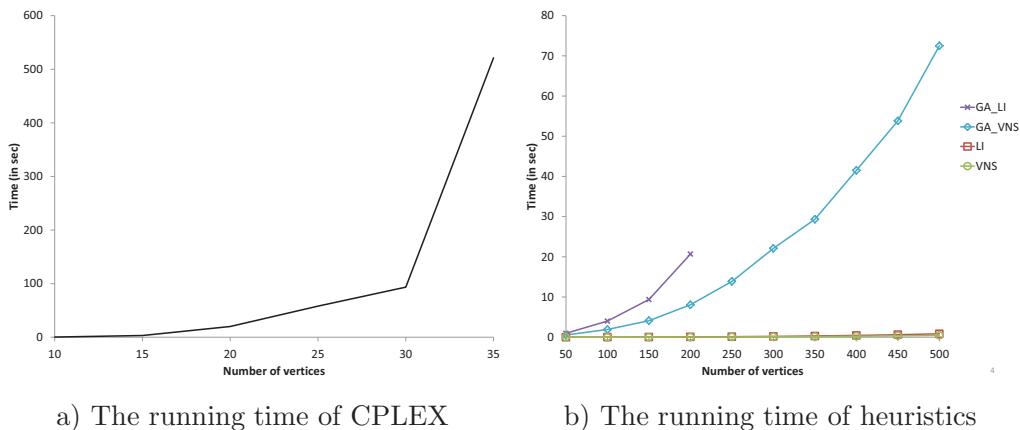 600
500
400
300
200
100
0
Time (in sec)
10 15 20 25 30 35
Number of vertices
80
70
60
50
40
30
20
10
0
Time (in sec)
50 100 150 200 250 300 350 400 450 500
Number of vertices
GA_LI
GA_VNS
LI
VNS
4
a) The running time of CPLEX
b) The running time of heuristics